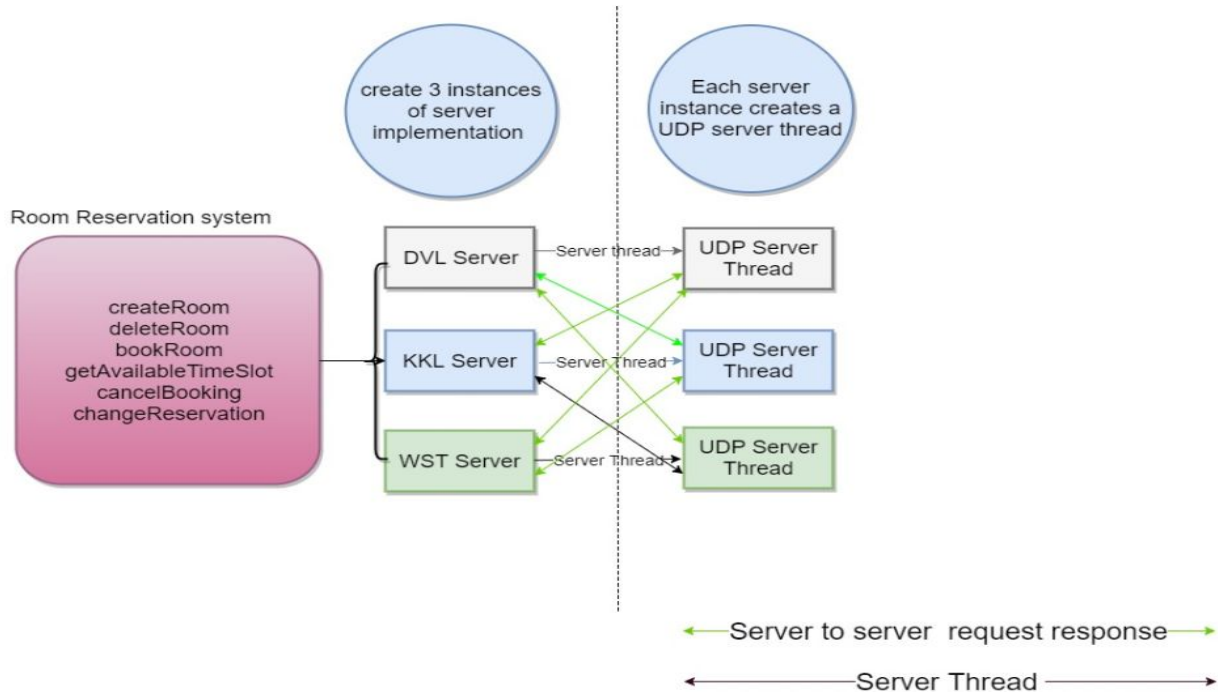 create 3 instances
of server
implementation
Each server
instance creates a
UDP server thread
Room Reservation system
createRoom
deleteRoom
bookRoom
getAvailableTimeSlot
cancelBooking
changeReservation
DVL Server
Server thread
UDP Server
Thread
KKL Server
Server Thread
UDP Server
Thread
WST Server
Server Thread
UDP Server
Thread
Server to server request response
Server Thread